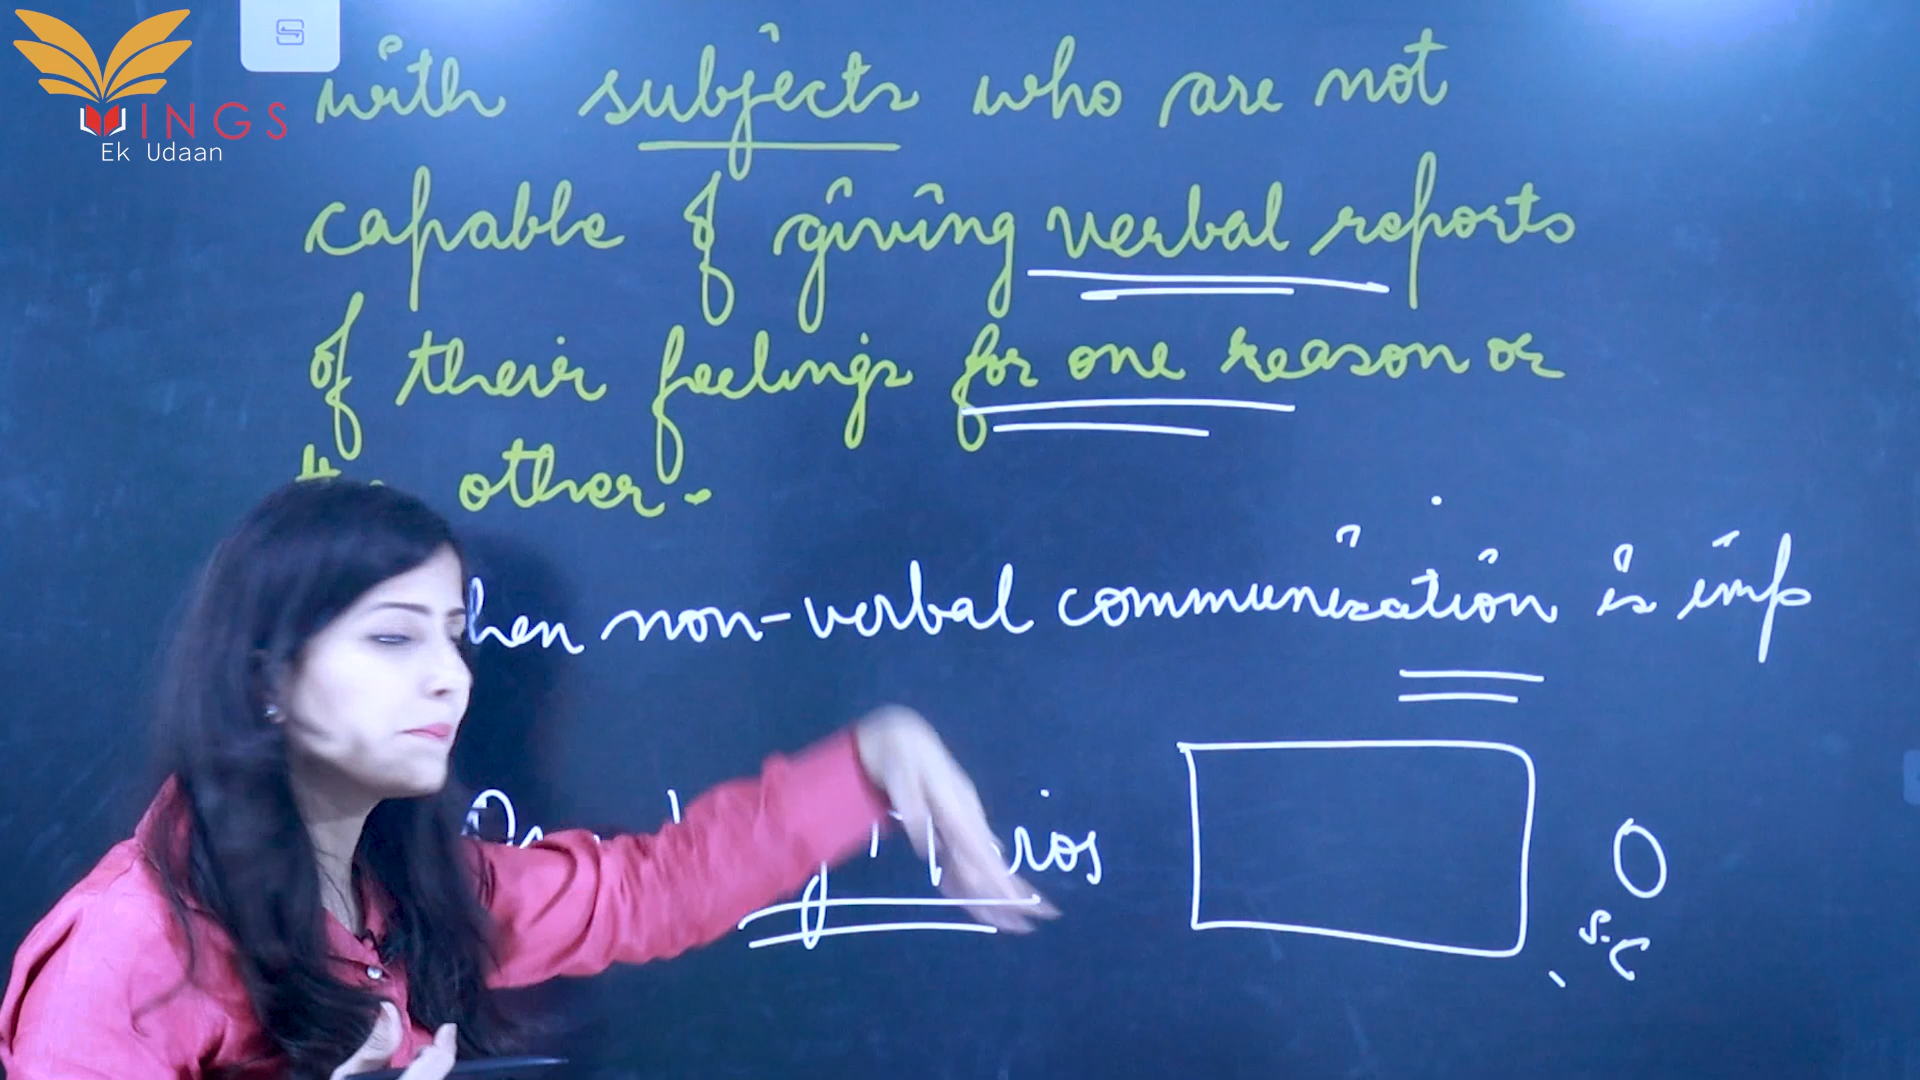 WINGS
Ek Udaan
with subjects who are not
capable of giving verbal reports
of their feelings for one reason or
other.
non-verbal communication is imp
S.C